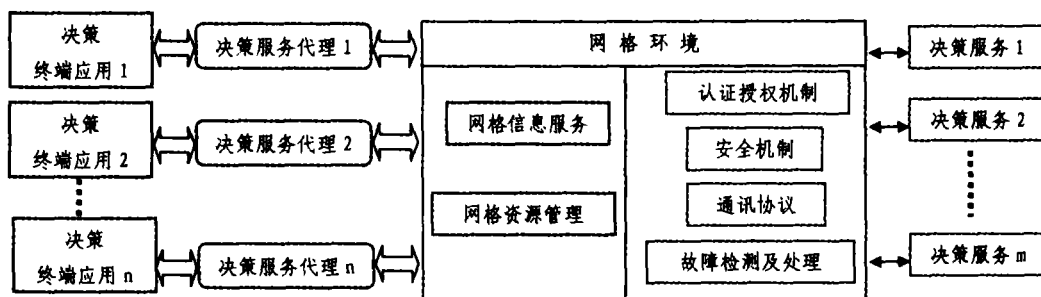 决策
终端应用1
决策服务代理1
网格环境
决策服务1
决策
终端应用2
决策服务代理2
网格信息服务
认证授权机制
决策服务2
安全机制
网格资源管理
通讯协议
决策
终端应用n
决策服务代理n
故障检测及处理
决策服务m